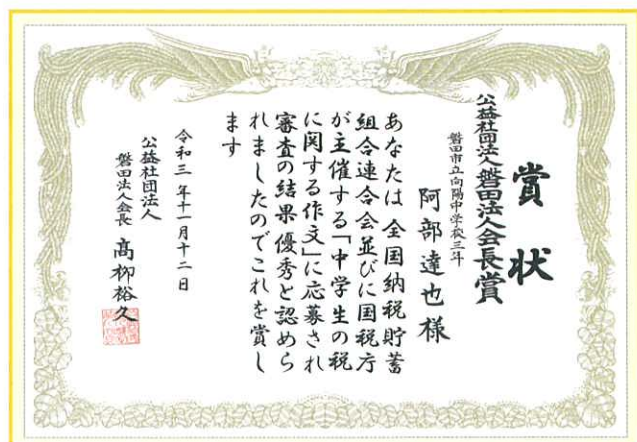 賞状
公益社団法人磐田法人会長賞
磐田市立向陽中学校三年
阿部達也様
あなたは全国納税貯蓄
組合連合会並びに国税庁
が主催する「中学生の税
に関する作文」に応募され
審査の結果優秀と認めら
れましたのでこれを賞し
ます
令和三年十一月十二日
公益社団法人
磐田法人会長 髙柳裕久